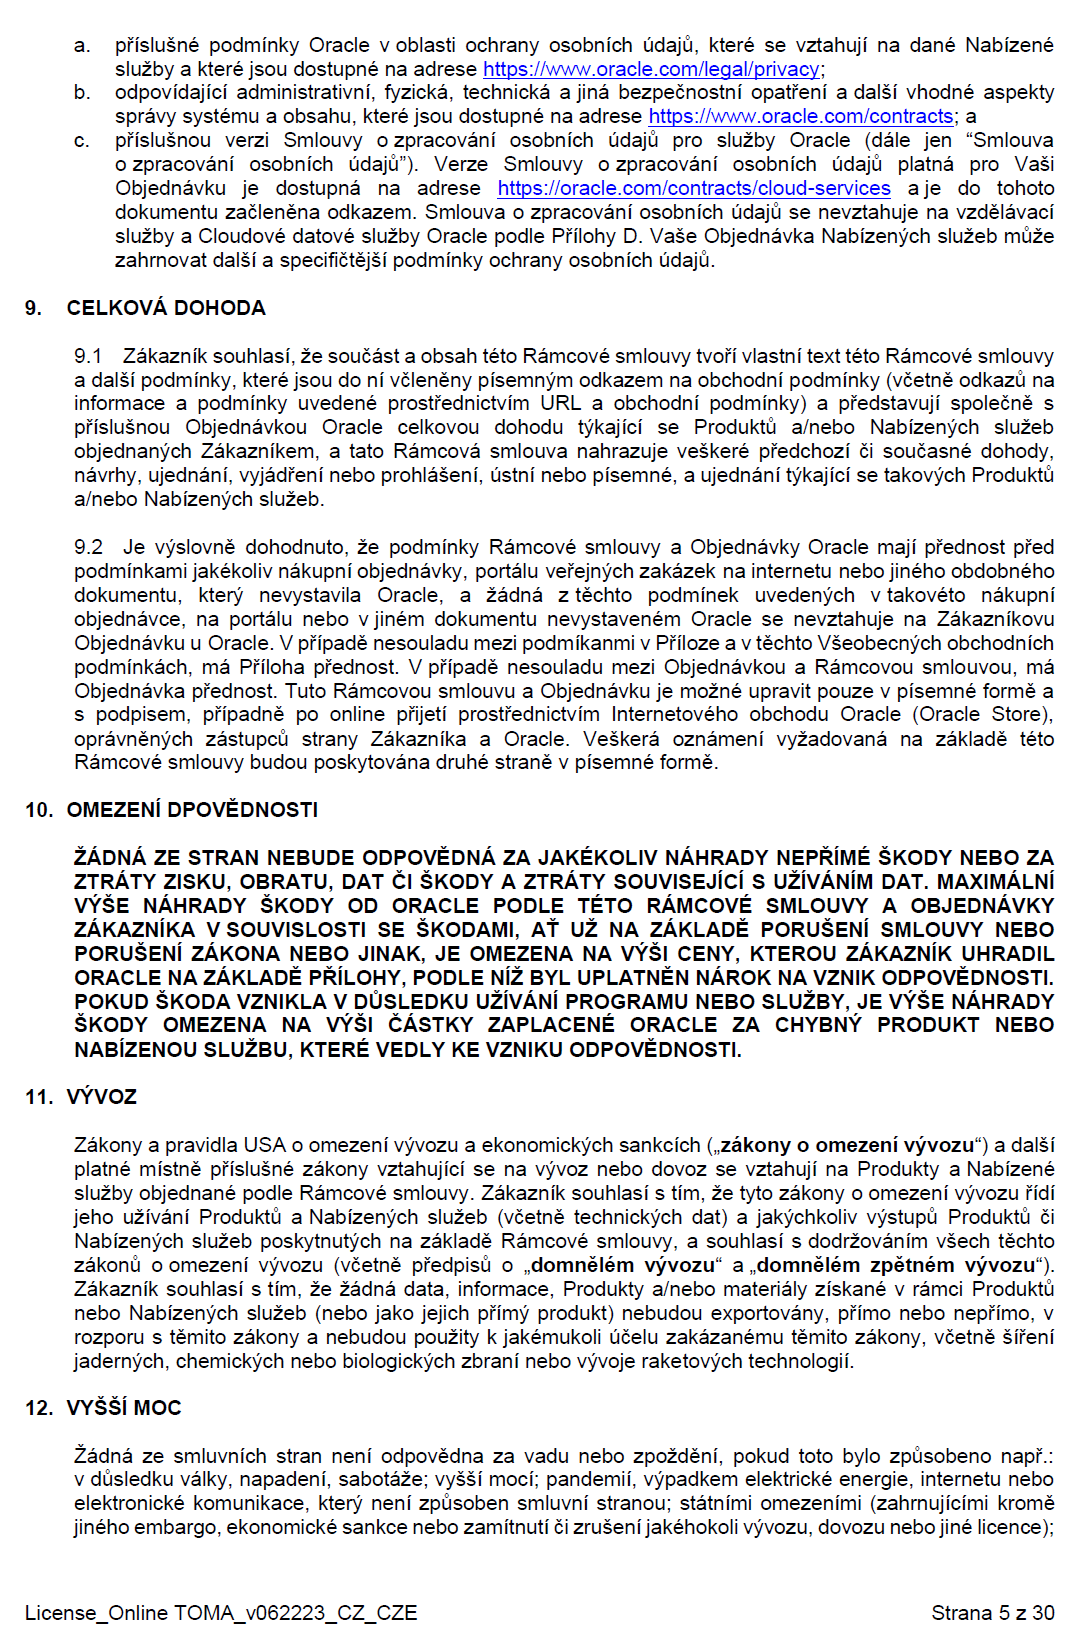 a. příslušné podmínky Oracle v oblasti ochrany osobních údajů, které se vztahují na dané Nabízené
služby a které jsou dostupné na adrese https://www.oracle.com/legal/privacy;
b. odpovídající administrativní, fyzická, technická a jiná bezpečnostní opatření a další vhodné aspekty
správy systému a obsahu, které jsou dostupné na adrese https://www.oracle.com/contracts; a
c. příslušnou verzi Smlouvy o zpracování osobních údajů pro služby Oracle (dále jen “Smlouva
o zpracování osobních údajů”). Verze Smlouvy o zpracování osobních údajů platná pro Vaši
Objednávku je dostupná na adrese https://oracle.com/contracts/cloud-services a je do tohoto
dokumentu začleněna odkazem. Smlouva o zpracování osobních údajů se nevztahuje na vzdělávací
služby a Cloudové datové služby Oracle podle Přílohy D. Vaše Objednávka Nabízených služeb může
zahrnovat další a specifičtější podmínky ochrany osobních údajů.
9. CELKOVÁ DOHODA
9.1 Zákazník souhlasí, že součást a obsah této Rámcové smlouvy tvoří vlastní text této Rámcové smlouvy
a další podmínky, které jsou do ní včleněny písemným odkazem na obchodní podmínky (včetně odkazů na
informace a podmínky uvedené prostřednictvím URL a obchodní podmínky) a představují společně s
příslušnou Objednávkou Oracle celkovou dohodu týkající se Produktů a/nebo Nabízených služeb
objednaných Zákazníkem, a tato Rámcová smlouva nahrazuje veškeré předchozí či současné dohody,
návrhy, ujednání, vyjádření nebo prohlášení, ústní nebo písemné, a ujednání týkající se takových Produktů
a/nebo Nabízených služeb.
9.2 Je výslovně dohodnuto, že podmínky Rámcové smlouvy a Objednávky Oracle mají přednost před
podmínkami jakékoliv nákupní objednávky, portálu veřejných zakázek na internetu nebo jiného obdobného
dokumentu, který nevystavila Oracle, a žádná z těchto podmínek uvedených v takovéto nákupní
objednávce, na portálu nebo v jiném dokumentu nevystaveném Oracle se nevztahuje na Zákazníkovu
Objednávku u Oracle. V případě nesouladu mezi podmíkanmi v Příloze a v těchto Všeobecných obchodních
podmínkách, má Příloha přednost. V případě nesouladu mezi Objednávkou a Rámcovou smlouvou, má
Objednávka přednost. Tuto Rámcovou smlouvu a Objednávku je možné upravit pouze v písemné formě a
s podpisem, případně po online přijetí prostřednictvím Internetového obchodu Oracle (Oracle Store),
oprávněných zástupců strany Zákazníka a Oracle. Veškerá oznámení vyžadovaná na základě této
Rámcové smlouvy budou poskytována druhé straně v písemné formě.
10. OMEZENÍ DPOVĚDNOSTI
ŽÁDNÁ ZE STRAN NEBUDE ODPOVĚDNÁ ZA JAKÉKOLIV NÁHRADY NEPŘÍMÉ ŠKODY NEBO ZA
ZTRÁTY ZISKU, OBRATU, DAT ČI ŠKODY A ZTRÁTY SOUVISEJÍCÍ S UŽÍVÁNÍM DAT. MAXIMÁLNÍ
VÝŠE NÁHRADY ŠKODY OD ORACLE PODLE TÉTO RÁMCOVÉ SMLOUVY A OBJEDNÁVKY
ZÁKAZNÍKA V SOUVISLOSTI SE ŠKODAMI, AŤ UŽ NA ZÁKLADĚ PORUŠENÍ SMLOUVY NEBO
PORUŠENÍ ZÁKONA NEBO JINAK, JE OMEZENA NA VÝŠI CENY, KTEROU ZÁKAZNÍK UHRADIL
ORACLE NA ZÁKLADĚ PŘÍLOHY, PODLE NÍŽ BYL UPLATNĚN NÁROK NA VZNIK ODPOVĚDNOSTI.
POKUD ŠKODA VZNIKLA V DŮSLEDKU UŽÍVÁNÍ PROGRAMU NEBO SLUŽBY, JE VÝŠE NÁHRADY
ŠKODY OMEZENA NA VÝŠI ČÁSTKY ZAPLACENÉ ORACLE ZA CHYBNÝ PRODUKT NEBO
NABÍZENOU SLUŽBU, KTERÉ VEDLY KE VZNIKU ODPOVĚDNOSTI.
11. VÝVOZ
Zákony a pravidla USA o omezení vývozu a ekonomických sankcích („zákony o omezení vývozu“) a další
platné místně příslušné zákony vztahující se na vývoz nebo dovoz se vztahují na Produkty a Nabízené
služby objednané podle Rámcové smlouvy. Zákazník souhlasí s tím, že tyto zákony o omezení vývozu řídí
jeho užívání Produktů a Nabízených služeb (včetně technických dat) a jakýchkoliv výstupů Produktů či
Nabízených služeb poskytnutých na základě Rámcové smlouvy, a souhlasí s dodržováním všech těchto
zákonů o omezení vývozu (včetně předpisů o „domnělém vývozu“ a „domnělém zpětném vývozu“).
Zákazník souhlasí s tím, že žádná data, informace, Produkty a/nebo materiály získané v rámci Produktů
nebo Nabízených služeb (nebo jako jejich přímý produkt) nebudou exportovány, přímo nebo nepřímo, v
rozporu s těmito zákony a nebudou použity k jakémukoli účelu zakázanému těmito zákony, včetně šíření
jaderných, chemických nebo biologických zbraní nebo vývoje raketových technologií.
12. VYŠŠÍ MOC
Žádná ze smluvních stran není odpovědna za vadu nebo zpoždění, pokud toto bylo způsobeno např.:
v důsledku války, napadení, sabotáže; vyšší mocí; pandemií, výpadkem elektrické energie, internetu nebo
elektronické komunikace, který není způsoben smluvní stranou; státními omezeními (zahrnujícími kromě
jiného embargo, ekonomické sankce nebo zamítnutí či zrušení jakéhokoli vývozu, dovozu nebo jiné licence);
License_Online TOMA_v062223_CZ_CZE Strana 5 z 30